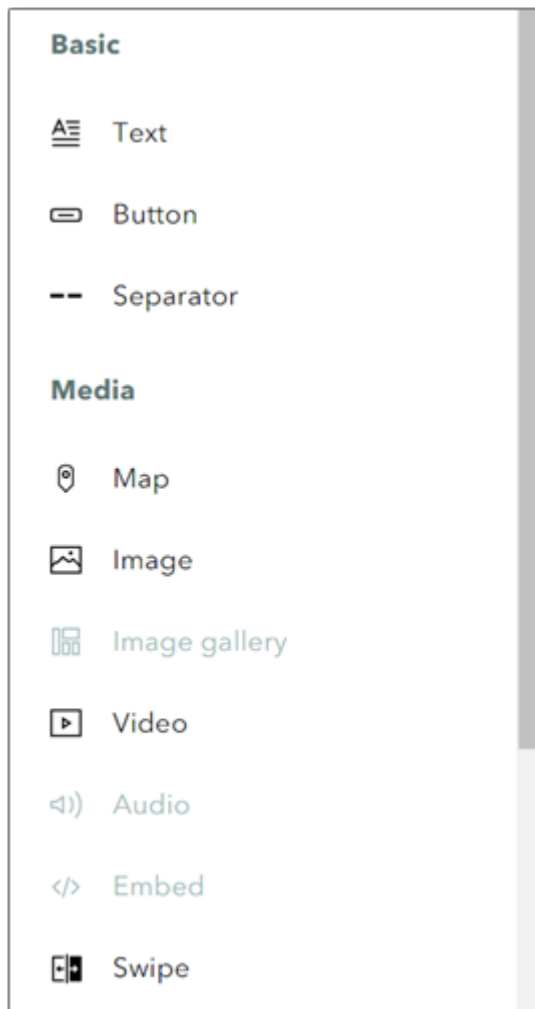 Basic
Text
Button
Separator
Media
Map
Image
Image gallery
Video
Audio
Embed
Swipe